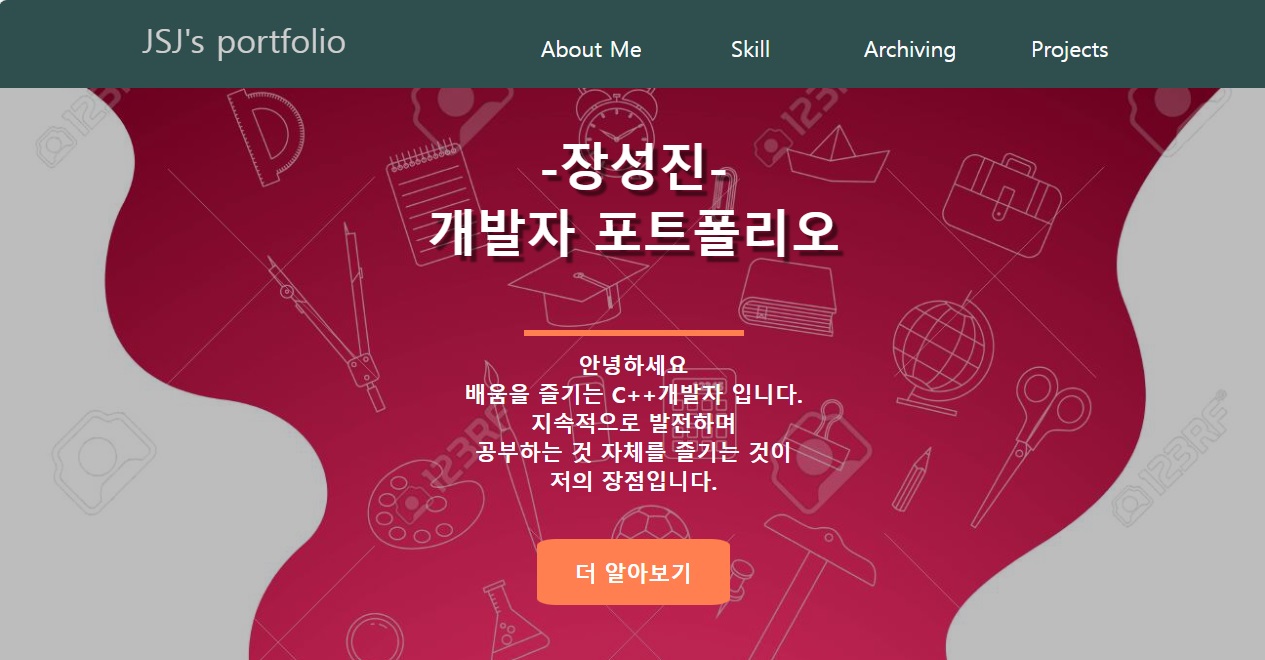 JSJ's portfolio
About Me Skill Archiving Projects
-장성진-
개발자 포트폴리오
안녕하세요
배움을 즐기는 C++개발자 입니다.
지속적으로 발전하며
공부하는 것 자체를 즐기는 것이
저의 장점입니다.
더 알아보기
123RF
123RF®